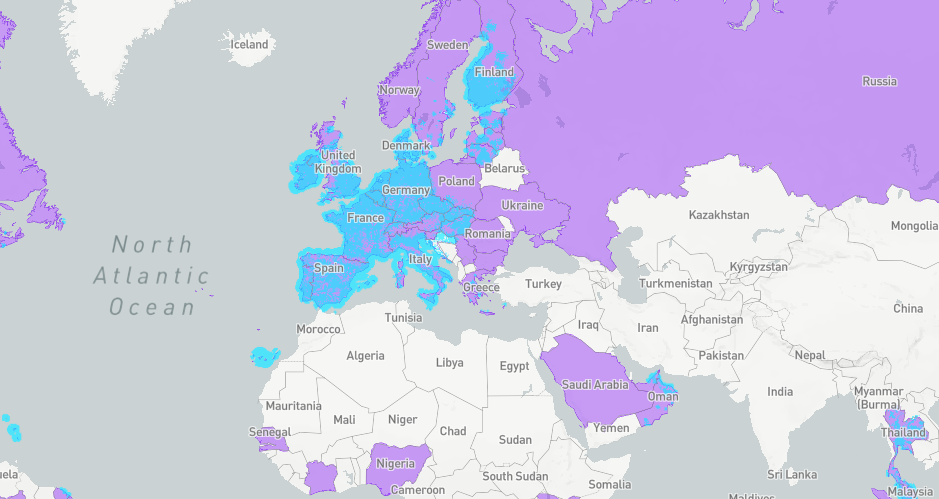 Iceland
Sweden
Finland
Norway
Russia
Denmark
United
Kingdom
Belarus
Germany
Poland
Ukraine
France
Kazakhstan
Mongolia
Romania
North
Atlantic
Ocean
Italy
Spain
Greece
Turkey
Kyrgyzstan
Turkmenistan
China
Tunisia
Morocco
Iraq
Iran
Afghanistan
Algeria
Libya
Egypt
Pakistan
Nepal
India
Myanmar
(Burma)
Saudi Arabia
Oman
Mauritania
Mali
Niger
Chad
Sudan
Yemen
Senegal
Thailand
Nigeria
Cameroon
South Sudan
Somalia
Sri Lanka
Maldives
Malaysia
uela